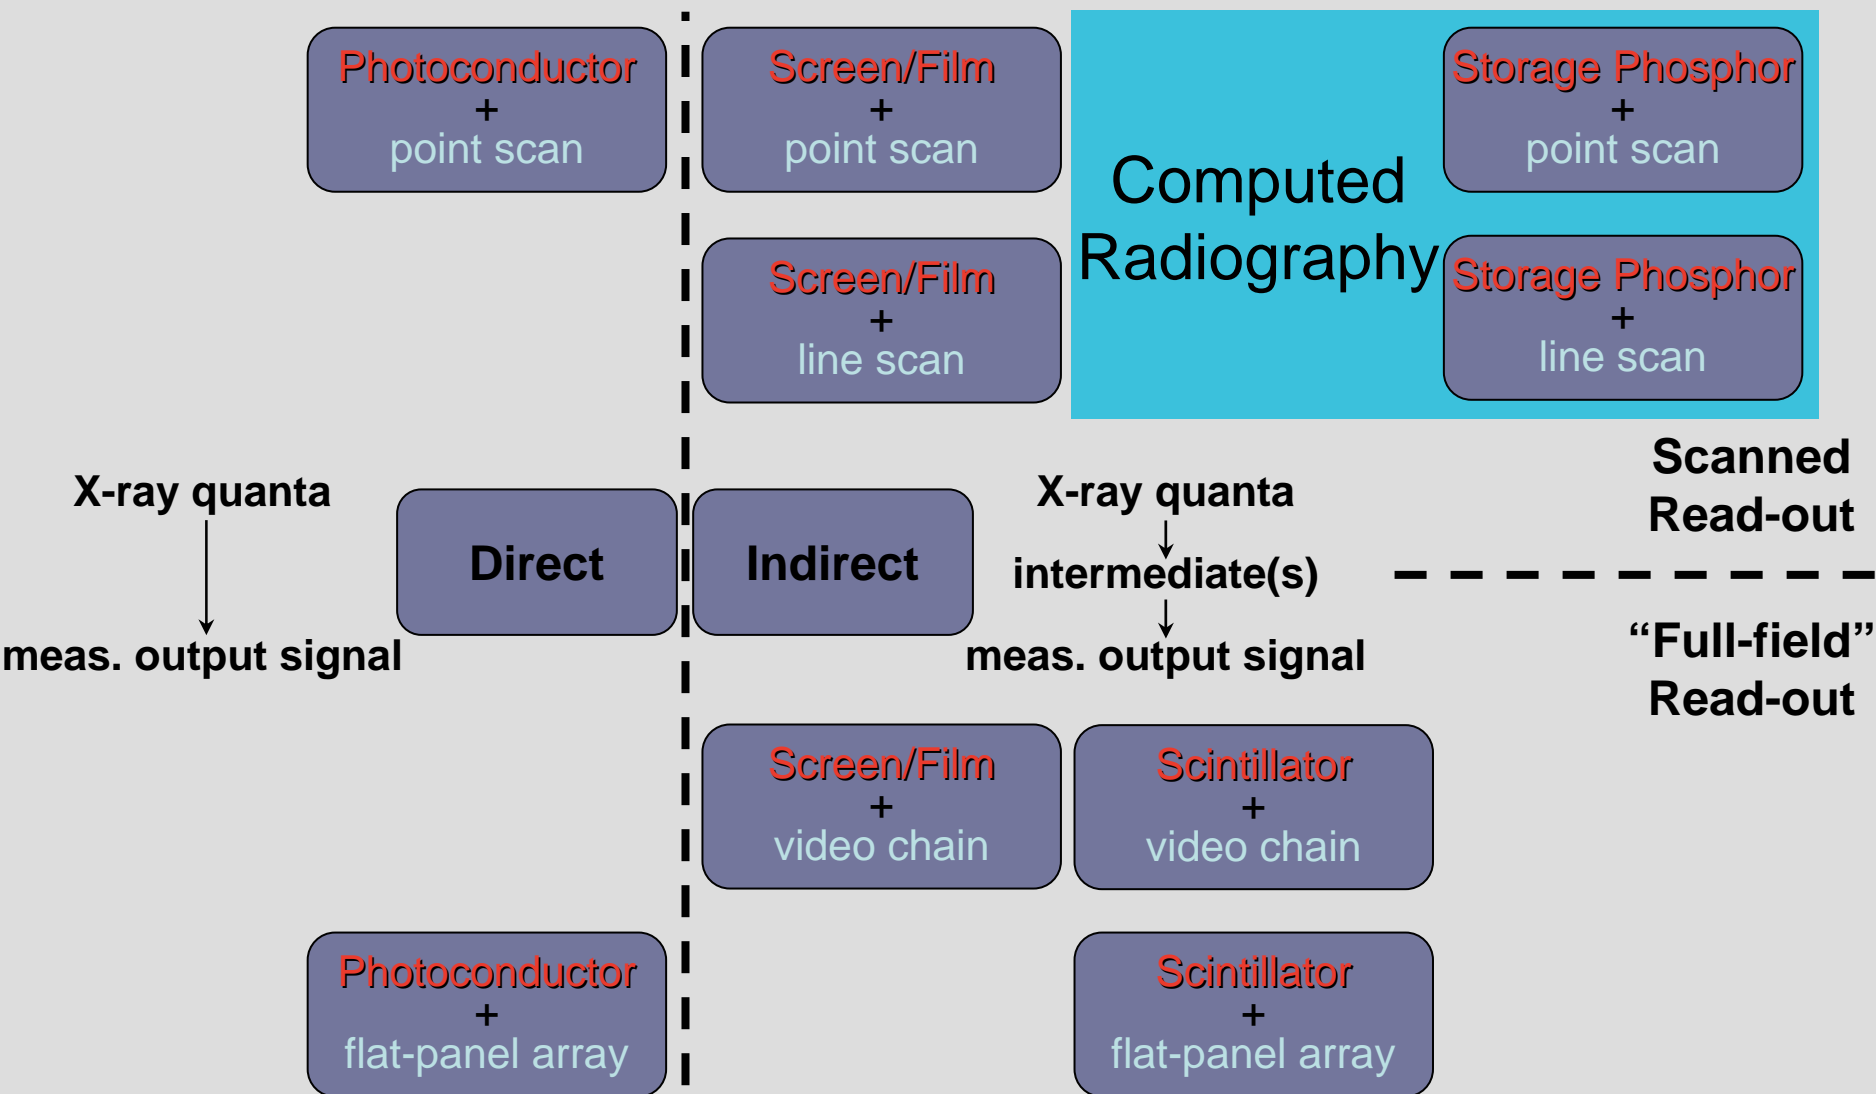 Photoconductor
+
point scan
Screen/Film
+
point scan
Computed
Radiography
Storage Phosphor
+
point scan
Screen/Film
+
line scan
Storage Phosphor
+
line scan
X-ray quanta
meas. output signal
Direct
Indirect
X-ray quanta
intermediate(s)
meas. output signal
Scanned
Read-out
“Full-field”
Read-out
Screen/Film
+
video chain
Scintillator
+
video chain
Photoconductor
+
flat-panel array
Scintillator
+
flat-panel array